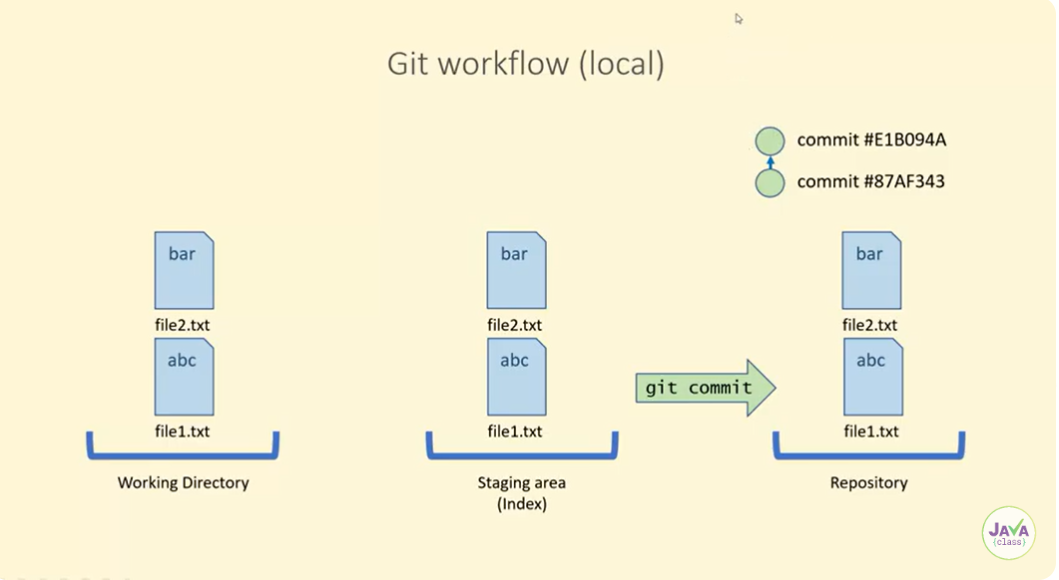 Git workflow (local)
commit #E1B094A
commit #87AF343
bar
bar
bar
file2.txt
file2.txt
file2.txt
abc
abc
abc
git commit
file1.txt
file1.txt
file1.txt
Working Directory
Staging area
(Index)
Repository
JAVA
{class}